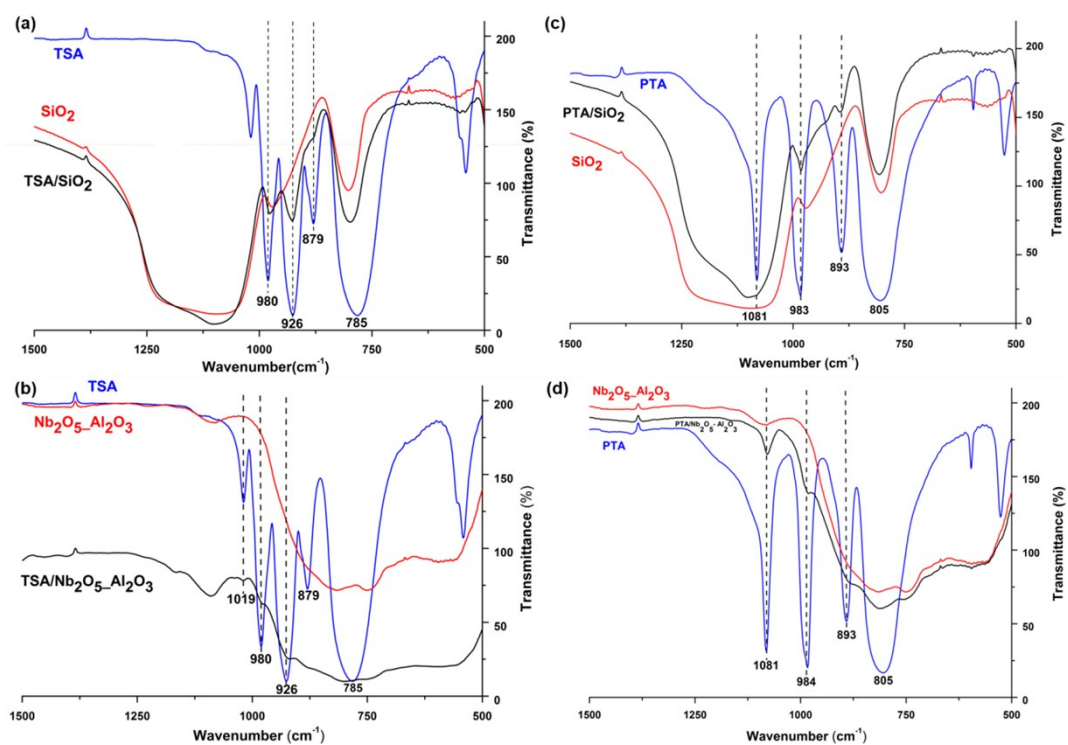 (a)
TSA
SiO2
TSA/SiO2
980
926
879
785
200
150
100
50
0
Transmittance (%)
1500
1250
1000
750
500
Wavenumber(cm-1)
(c)
PTA
PTA/SiO2
SiO2
1081
983
893
805
200
150
100
50
0
Transmittance (%)
1500
1250
1000
750
500
Wavenumber (cm-1)
(b)
TSA
Nb2O5_Al2O3
TSA/Nb2O5_Al2O3
1019
980
926
879
785
200
150
100
50
0
Transmittance (%)
1500
1250
1000
750
500
Wavenumber (cm-1)
(d)
Nb2O5_Al2O3
PTA/Nb2O5-Al2O3
PTA
1081
984
893
805
200
150
100
50
0
Transmittance (%)
1500
1250
1000
750
500
Wavenumber (cm-1)